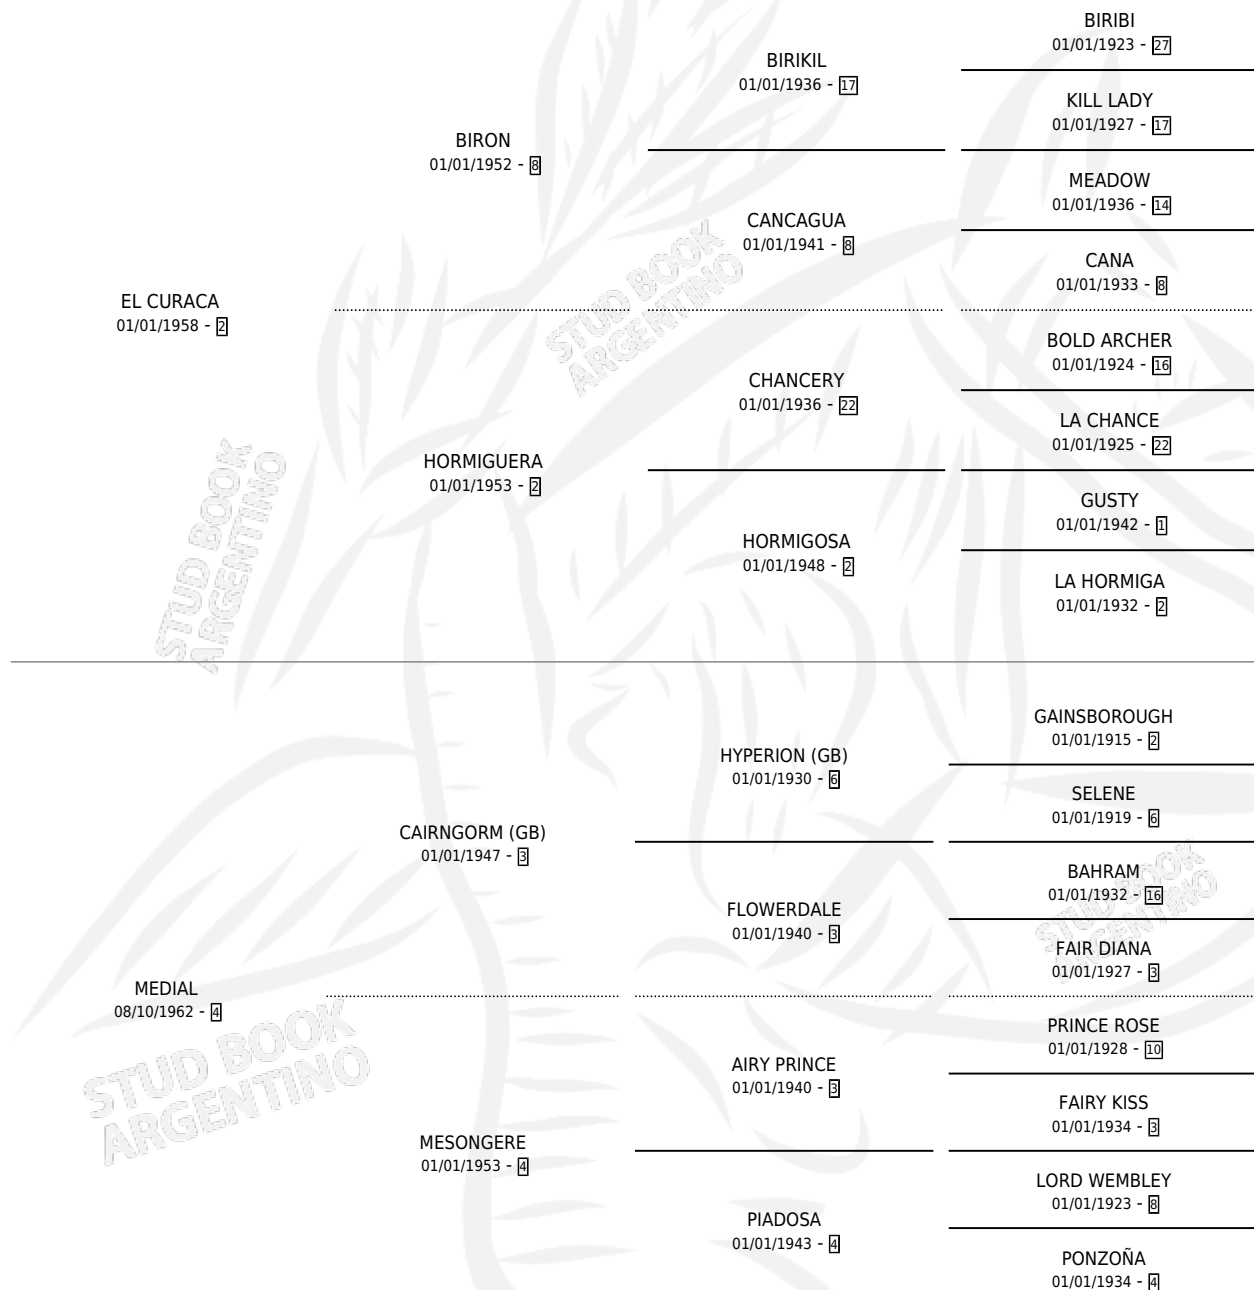 BIRIBI
01/01/1923 - 27
BIRIKIL
01/01/1936 - 17
KILL LADY
01/01/1927 - 17
BIRON
01/01/1952 - 8
MEADOW
01/01/1936 - 14
CANCAGUA
01/01/1941 - 8
CANA
01/01/1933 - 8
EL CURACA
01/01/1958 - 2
BOLD ARCHER
01/01/1924 - 16
CHANCERY
01/01/1936 - 22
LA CHANCE
01/01/1925 - 22
HORMIGUERA
01/01/1953 - 2
GUSTY
01/01/1942 - 1
HORMIGOSA
01/01/1948 - 2
LA HORMIGA
01/01/1932 - 2
GAINSBOROUGH
01/01/1915 - 2
HYPERION (GB)
01/01/1930 - 6
SELENE
01/01/1919 - 6
CAIRNGORM (GB)
01/01/1947 - 3
BAHRAM
01/01/1932 - 16
FLOWERDALE
01/01/1940 - 3
FAIR DIANA
01/01/1927 - 3
MEDIAL
08/10/1962 - 4
PRINCE ROSE
01/01/1928 - 10
AIRY PRINCE
01/01/1940 - 3
FAIRY KISS
01/01/1934 - 3
MESONGERE
01/01/1953 - 4
LORD WEMBLEY
01/01/1923 - 8
PIADOSA
01/01/1943 - 4
PONZOÑA
01/01/1934 - 4
STUD BOOK
ARGENTINO
STUD BOOK
ARGENTINO
STUD BOOK
ARGENTINO
STUD BOOK
ARGENTINO